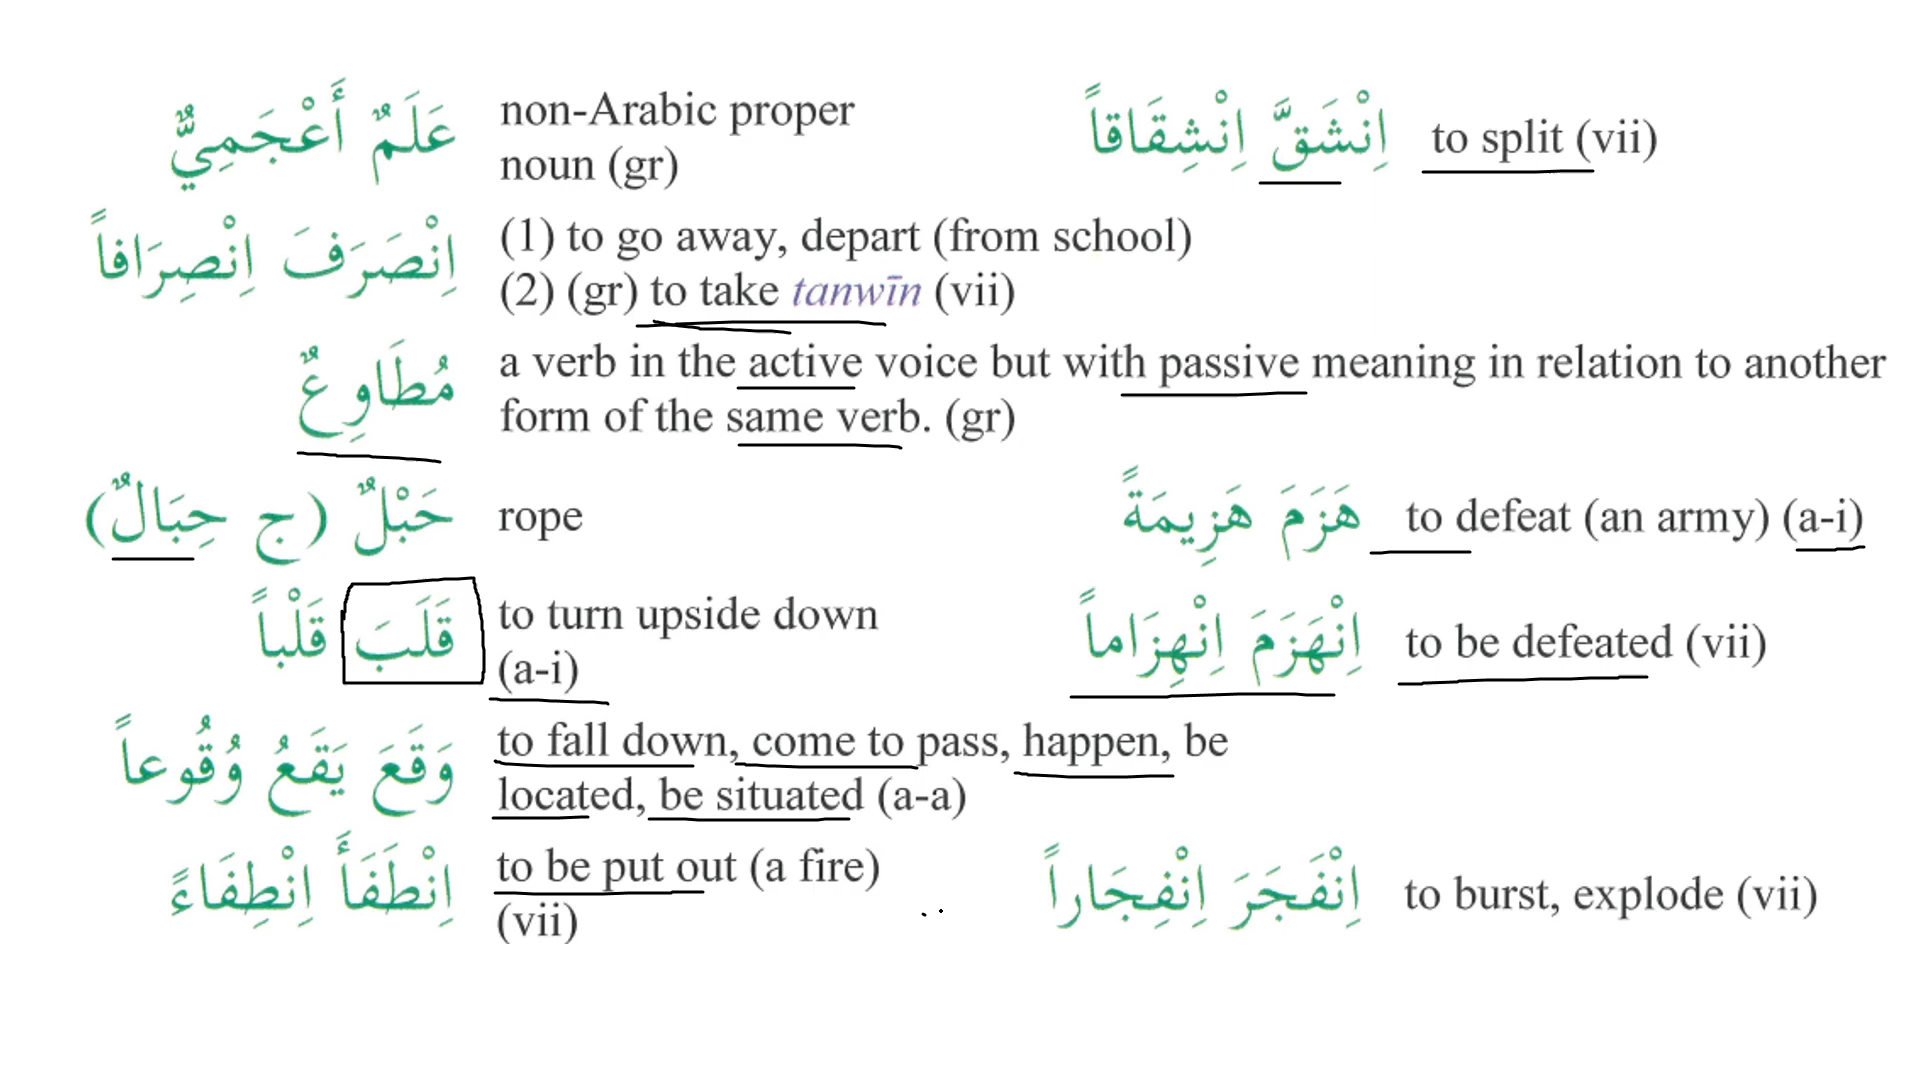 عَلَمٌ أَعْجَمِيٌّ non-Arabic proper
noun (gr)
اِنْشَقَّ اِنْشِقَاقاً to split (vii)
اِنْصَرَفَ اِنْصِرَافاً (1) to go away, depart (from school)
(2) (gr) to take tanwīn (vii)
مُطَاوِعٌ a verb in the active voice but with passive meaning in relation to another
form of the same verb. (gr)
حَبْلٌ (ج حِبَالٌ) rope
هَزَمَ هَزِيمَةً to defeat (an army) (a-i)
قَلَبَ قَلْباً to turn upside down
(a-i)
اِنْهَزَمَ اِنْهِزَاماً to be defeated (vii)
وَقَعَ يَقَعُ وُقُوعاً to fall down, come to pass, happen, be
located, be situated (a-a)
اِنْطَفَأَ اِنْطِفَاءً to be put out (a fire)
(vii)
اِنْفَجَرَ اِنْفِجَاراً to burst, explode (vii)